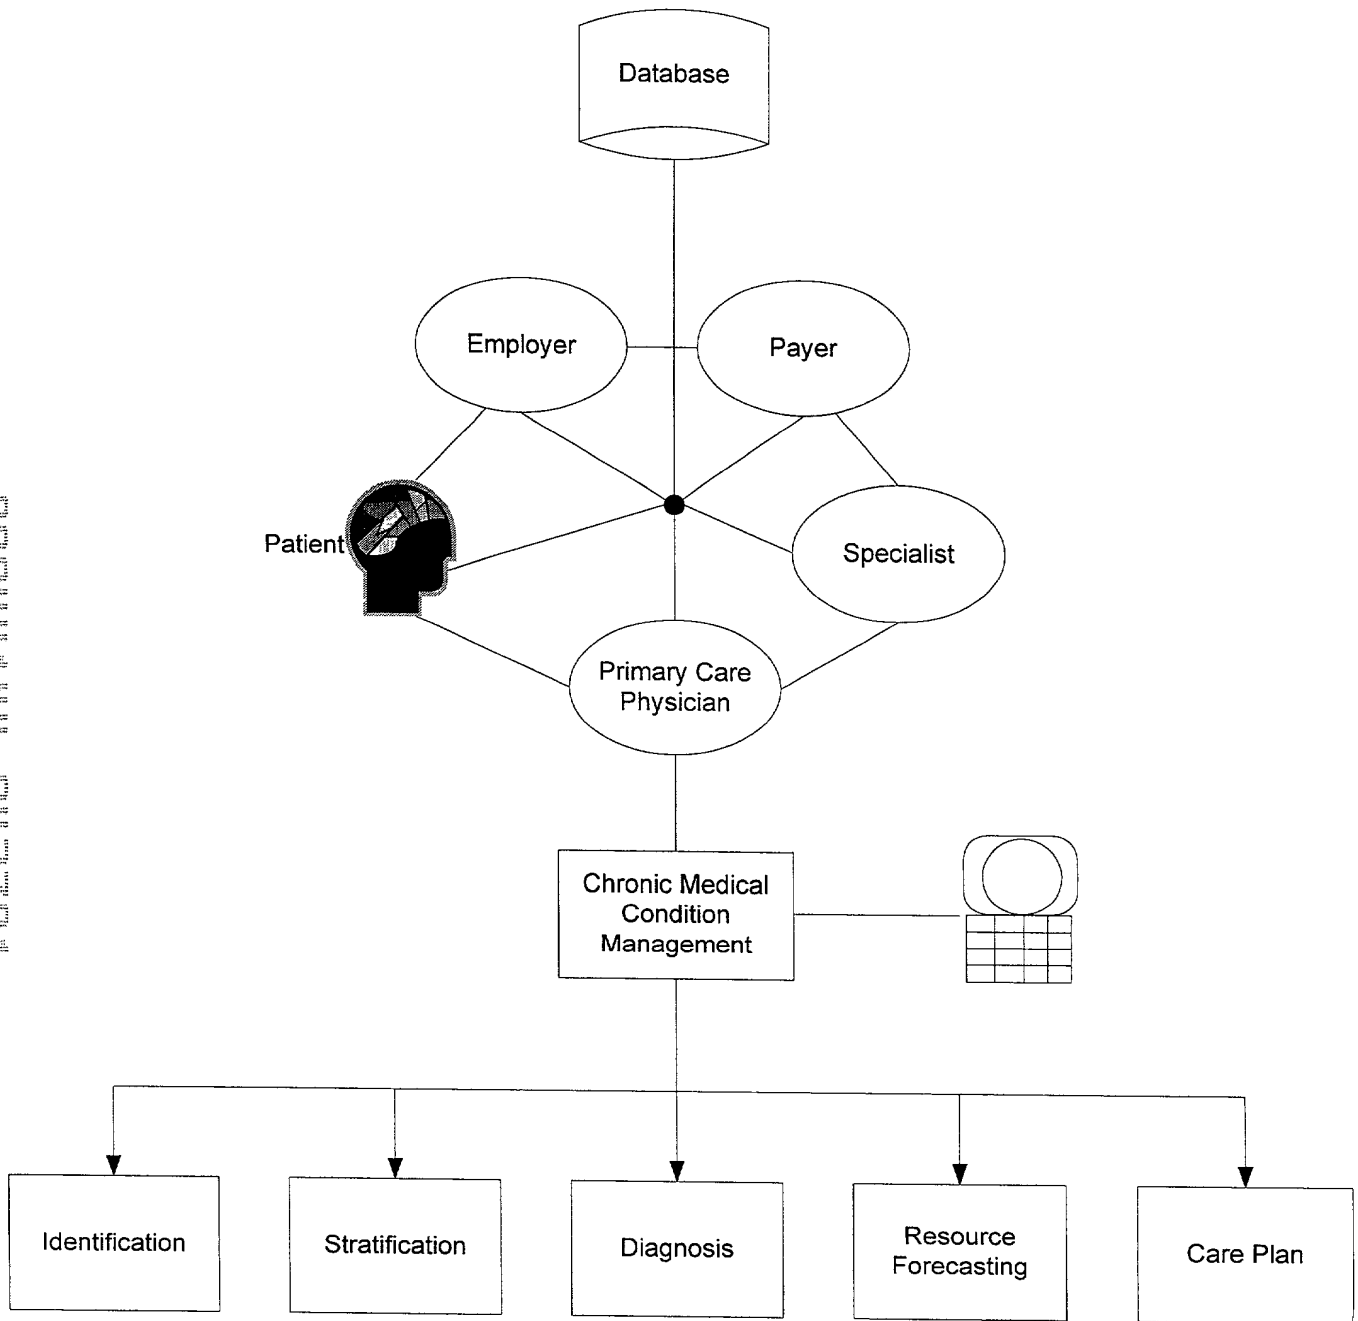 Database
Employer
Payer
Patient
Specialist
Primary Care
Physician
Chronic Medical
Condition
Management
Identification
Stratification
Diagnosis
Resource
Forecasting
Care Plan